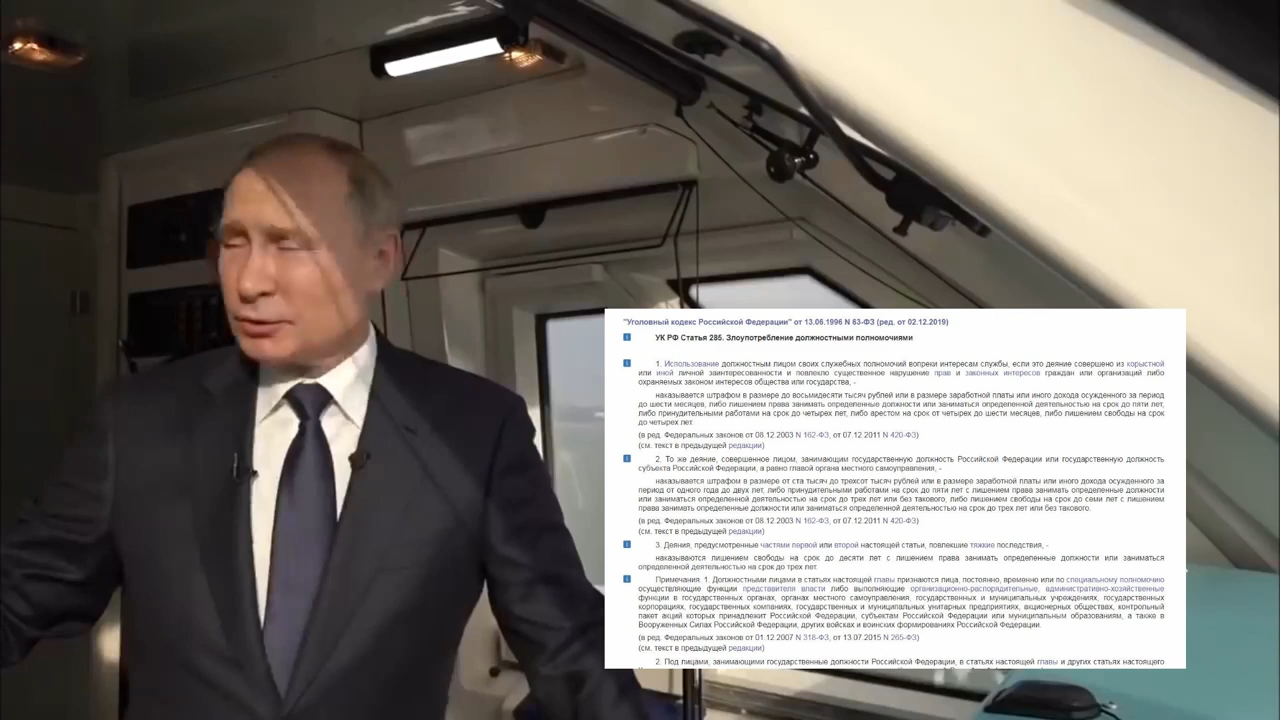 "Уголовный кодекс Российской Федерации" от 13.06.1996 N 63-ФЗ (ред. от 02.12.2019)
УК РФ Статья 285. Злоупотребление должностными полномочиями
1. Использование должностным лицом своих служебных полномочий вопреки интересам службы, если это деяние совершено из корыстной
или иной личной заинтересованности и повлекло существенное нарушение прав и законных интересов граждан или организаций либо
охраняемых законом интересов общества или государства, -
наказывается штрафом в размере до восьмидесяти тысяч рублей или в размере заработной платы или иного дохода осужденного за период
до шести месяцев, либо лишением права занимать определенные должности или заниматься определенной деятельностью на срок до пяти лет,
либо принудительными работами на срок до четырех лет, либо арестом на срок от четырех до шести месяцев, либо лишением свободы на срок
до четырех лет.
(в ред. Федеральных законов от 08.12.2003 N 162-ФЗ, от 07.12.2011 N 420-ФЗ)
(см. текст в предыдущей редакции)
2. То же деяние, совершенное лицом, занимающим государственную должность Российской Федерации или государственную должность
субъекта Российской Федерации, а равно главой органа местного самоуправления, -
наказывается штрафом в размере от ста тысяч до трехсот тысяч рублей или в размере заработной платы или иного дохода осужденного за
период от одного года до двух лет, либо принудительными работами на срок до пяти лет с лишением права занимать определенные должности
или заниматься определенной деятельностью на срок до трех лет или без такового, либо лишением свободы на срок до семи лет с лишением
права занимать определенные должности или заниматься определенной деятельностью на срок до трех лет или без такового.
(в ред. Федеральных законов от 08.12.2003 N 162-ФЗ, от 07.12.2011 N 420-ФЗ)
(см. текст в предыдущей редакции)
3. Деяния, предусмотренные частями первой или второй настоящей статьи, повлекшие тяжкие последствия, -
наказываются лишением свободы на срок до десяти лет с лишением права занимать определенные должности или заниматься
определенной деятельностью на срок до трех лет.
Примечания. 1. Должностными лицами в статьях настоящей главы признаются лица, постоянно, временно или по специальному полномочию
осуществляющие функции представителя власти либо выполняющие организационно-распорядительные, административно-хозяйственные
функции в государственных органах, органах местного самоуправления, государственных и муниципальных учреждениях, государственных
корпорациях, государственных компаниях, государственных и муниципальных унитарных предприятиях, акционерных обществах, контрольный
пакет акций которых принадлежит Российской Федерации, субъектам Российской Федерации или муниципальным образованиям, а также в
Вооруженных Силах Российской Федерации, других войсках и воинских формированиях Российской Федерации.
(в ред. Федеральных законов от 01.12.2007 N 318-ФЗ, от 13.07.2015 N 265-ФЗ)
(см. текст в предыдущей редакции)
2. Под лицами, занимающими государственные должности Российской Федерации, в статьях настоящей главы и других статьях настоящего